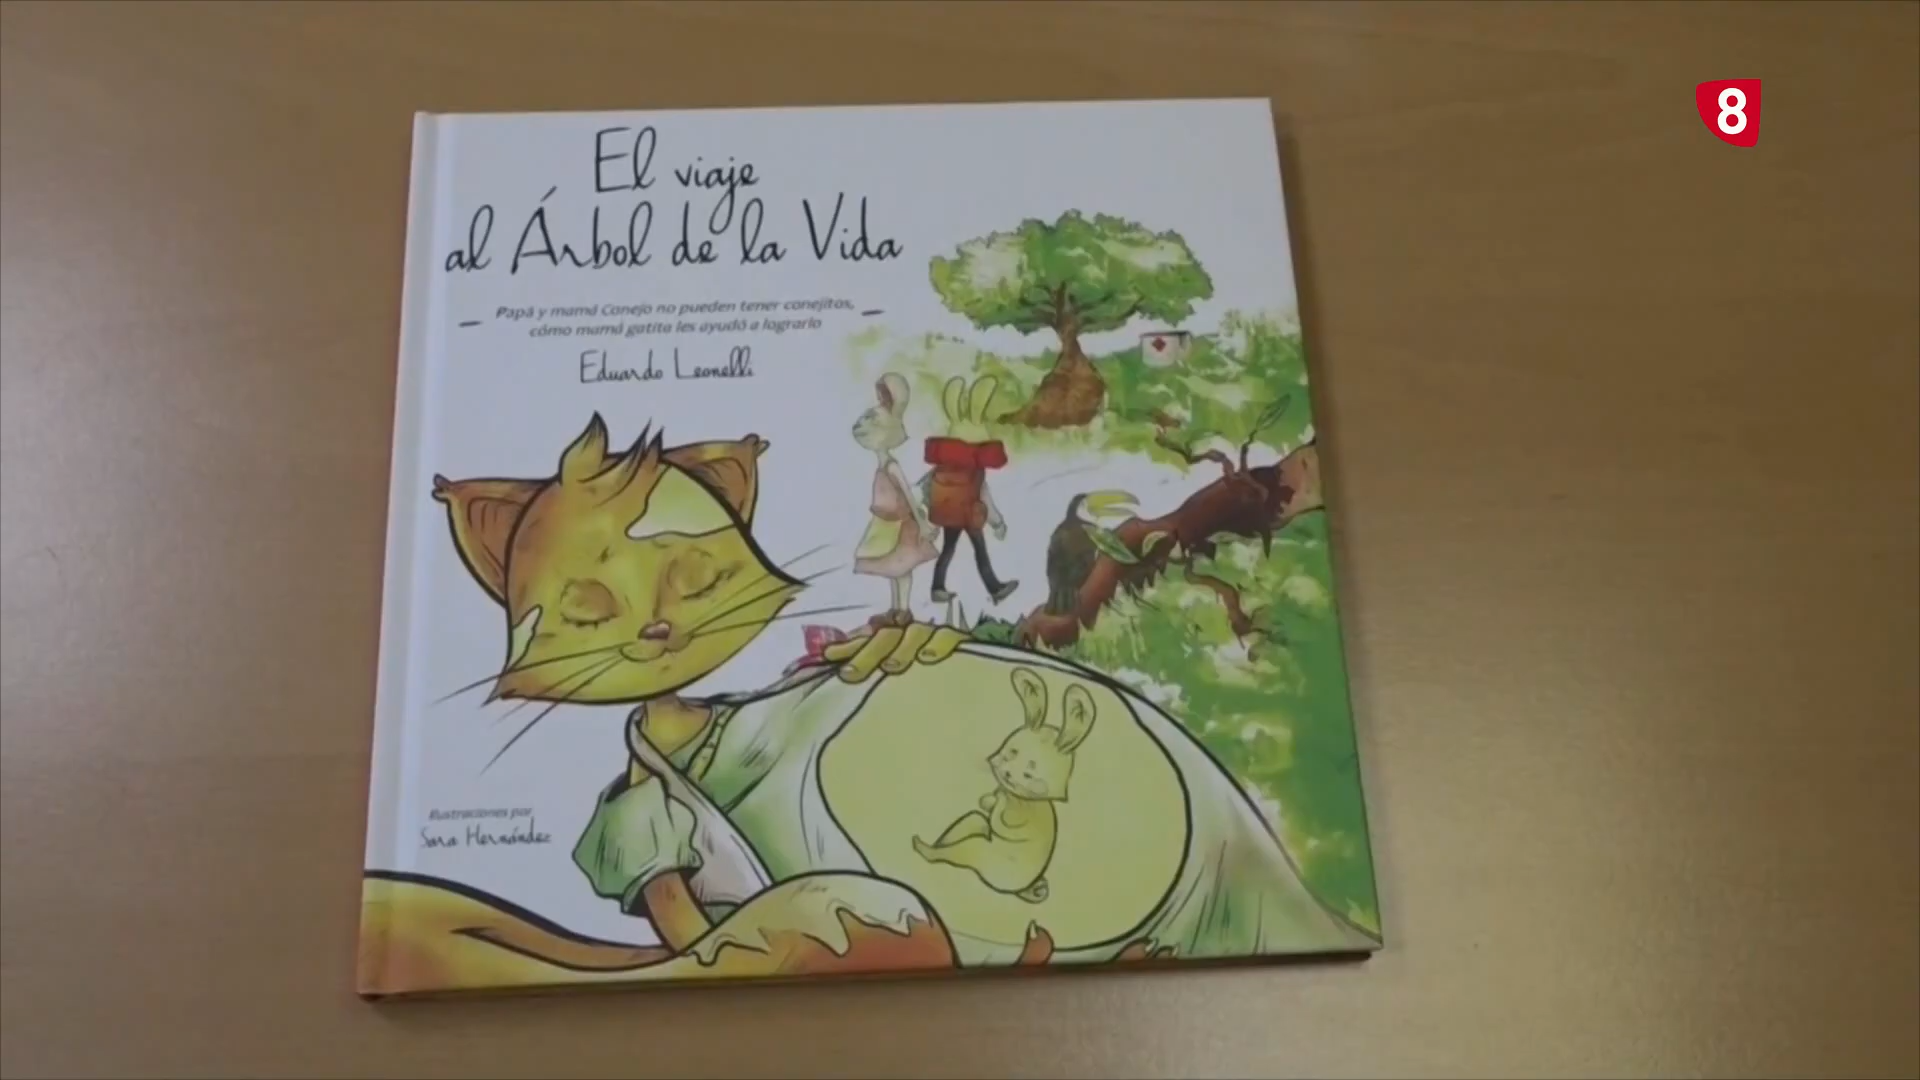 El viaje
al Árbol de la Vida
Papá y mamá Conejo no pueden tener conejitos,
cómo mamá gatita les ayudó a lograrlo
Eduardo Leonelli
Ilustraciones por
Sara Hernández
8